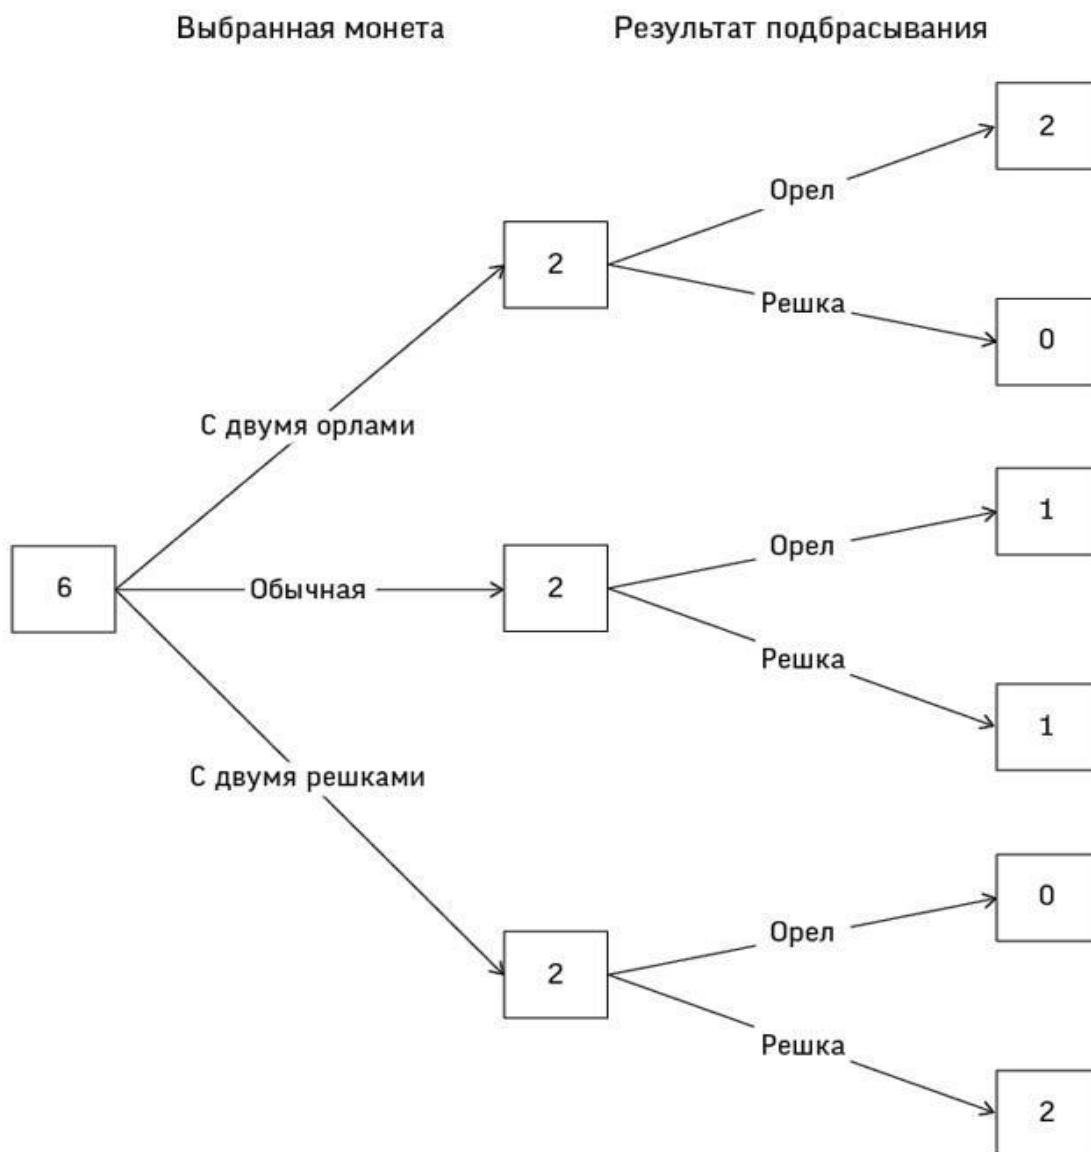 Выбранная монета
Результат подбрасывания
2
Орел
2
Решка
0
С двумя орлами
1
Орел
6
Обычная
2
Решка
1
С двумя решками
0
Орел
2
Решка
2